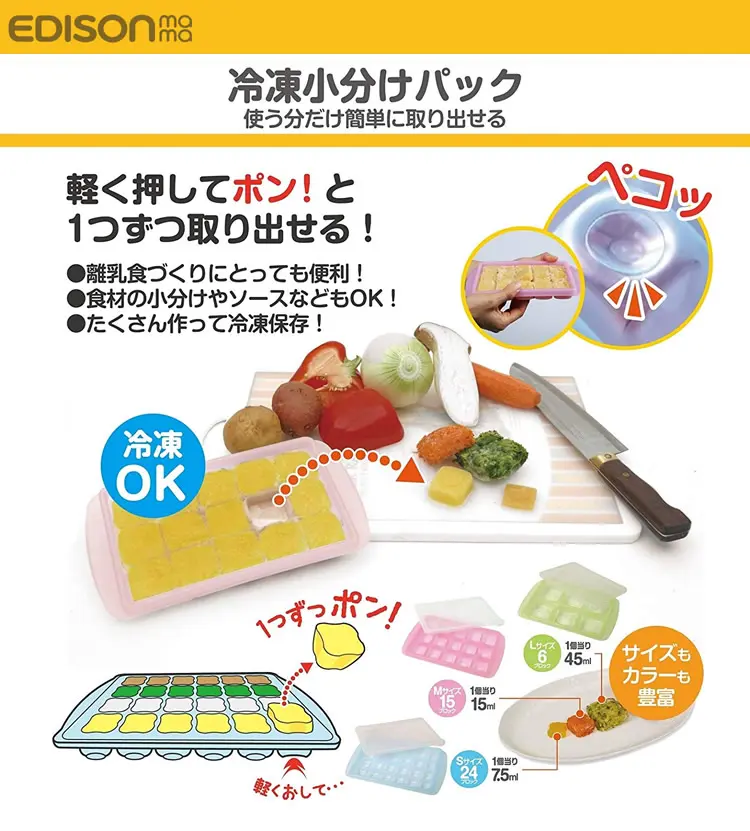 EDISONmama
冷凍小分けパック
使う分だけ簡単に取り出せる
軽く押してポン！と
1つずつ取り出せる！
●離乳食づくりにとっても便利！
●食材の小分けやソースなどもOK！
●たくさん作って冷凍保存！
ペコッ
冷凍
OK
1つずつポン!
軽くおして…
Lサイズ
6
ブロック
1個当り
45ml
Mサイズ
15
ブロック
1個当り
15ml
Sサイズ
24
ブロック
1個当り
7.5ml
サイズも
カラーも
豊富